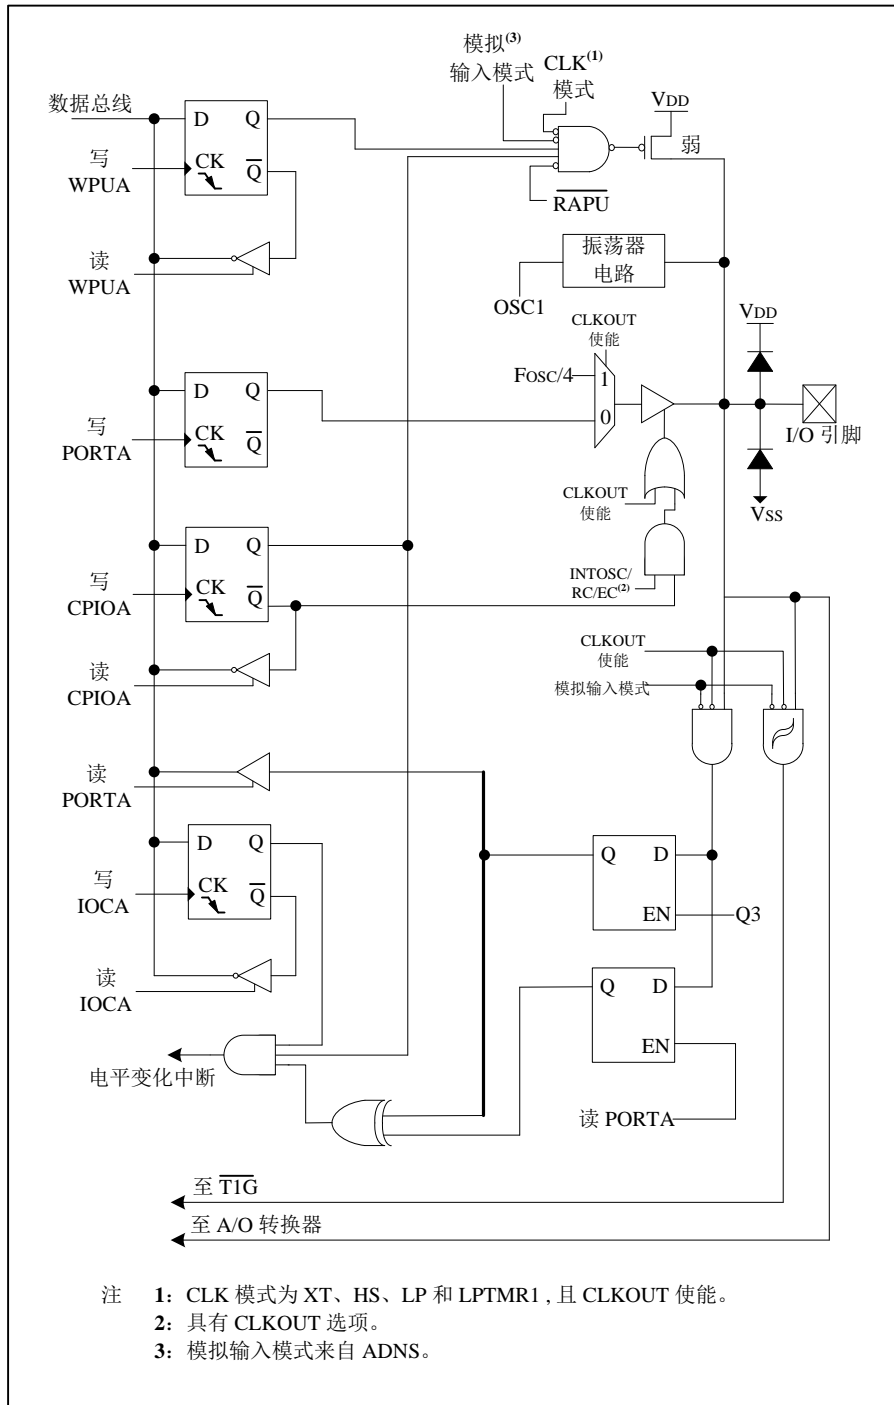 模拟(3)
输入模式
CLK(1)
模式
VDD
数据总线
D
Q
弱
写
WPUA
CK
Q
RAPU
读
WPUA
振荡器
电路
OSC1
CLKOUT
使能
VDD
FOSC/4
1
D
Q
0
写
PORTA
CK
Q
I/O 引脚
CLKOUT
使能
VSS
D
Q
写
CPIOA
CK
Q
INTOSC/
RC/EC(2)
CLKOUT
使能
读
CPIOA
模拟输入模式
读
PORTA
D
Q
Q
D
写
IOCA
CK
Q
EN
Q3
读
IOCA
Q
D
EN
电平变化中断
读 PORTA
至 T1G
至 A/O 转换器
注 1: CLK 模式为 XT、HS、LP 和 LPTMR1 , 且 CLKOUT 使能。
2: 具有 CLKOUT 选项。
3: 模拟输入模式来自 ADNS。